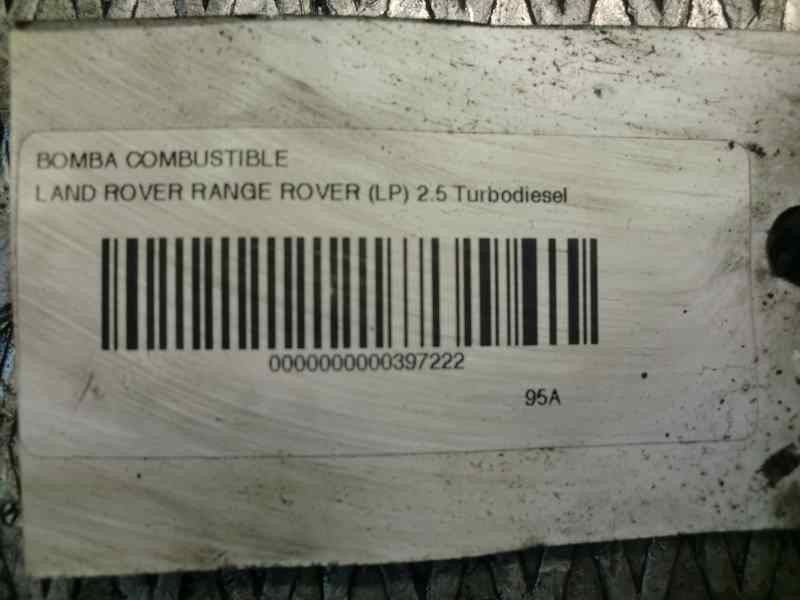 BOMBA COMBUSTIBLE
LAND ROVER RANGE ROVER (LP) 2.5 Turbodiesel
0000000000397222
95A